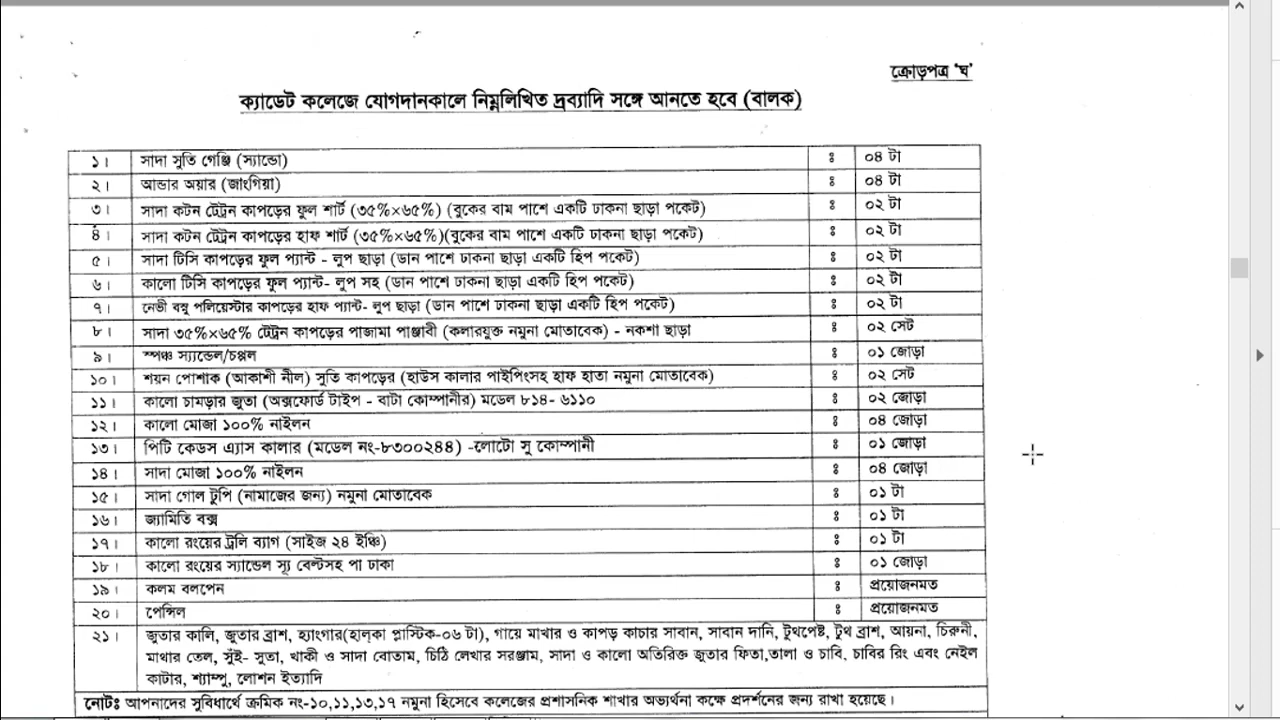 ক্রোড়পত্র 'ঘ'
ক্যাডেট কলেজে যোগদানকালে নিম্নলিখিত দ্রব্যাদি সঙ্গে আনতে হবে (বালক)
১। সাদা সুতি গেঞ্জি (স্যান্ডো) ঃ ০৪ টা
২। আন্ডার অয়ার (জাংগিয়া) ঃ ০৪ টা
৩। সাদা কটন টেট্রন কাপড়ের ফুল শার্ট (৩৫%×৬৫%) (বুকের বাম পাশে একটি ঢাকনা ছাড়া পকেট) ঃ ০২ টা
৪। সাদা কটন টেট্রন কাপড়ের হাফ শার্ট (৩৫%×৬৫%)(বুকের বাম পাশে একটি ঢাকনা ছাড়া পকেট) ঃ ০২ টা
৫। সাদা টিসি কাপড়ের ফুল প্যান্ট - লুপ ছাড়া (ডান পাশে ঢাকনা ছাড়া একটি হিপ পকেট) ঃ ০২ টা
৬। কালো টিসি কাপড়ের ফুল প্যান্ট- লুপ সহ (ডান পাশে ঢাকনা ছাড়া একটি হিপ পকেট) ঃ ০২ টা
৭। নেভী বব্লু পলিয়েস্টার কাপড়ের হাফ প্যান্ট- লুপ ছাড়া (ডান পাশে ঢাকনা ছাড়া একটি হিপ পকেট) ঃ ০২ টা
৮। সাদা ৩৫%×৬৫% টেট্রন কাপড়ের পাজামা পাঞ্জাবী (কলারযুক্ত নমুনা মোতাবেক) - নকশা ছাড়া ঃ ০২ সেট
৯। স্পঞ্চ স্যান্ডেল/চপ্পল ঃ ০১ জোড়া
১০। শয়ন পোশাক (আকাশী নীল) সুতি কাপড়ের (হাউস কালার পাইপিংসহ হাফ হাতা নমুনা মোতাবেক) ঃ ০২ সেট
১১। কালো চামড়ার জুতা (অক্সফোর্ড টাইপ - বাটা কোম্পানীর) মডেল ৮১৪- ৬১১০ ঃ ০২ জোড়া
১২। কালো মোজা ১০০% নাইলন ঃ ০৪ জোড়া
১৩। পিটি কেডস এ্যাস কালার (মডেল নং-৮৩০০২৪৪) -লোটো সু কোম্পানী ঃ ০১ জোড়া
১৪। সাদা মোজা ১০০% নাইলন ঃ ০৪ জোড়া
১৫। সাদা গোল টুপি (নামাজের জন্য) নমুনা মোতাবেক ঃ ০১ টা
১৬। জ্যামিতি বক্স ঃ ০১ টা
১৭। কালো রংয়ের ট্রলি ব্যাগ (সাইজ ২৪ ইঞ্চি) ঃ ০১ টা
১৮। কালো রংয়ের স্যান্ডেল স্যূ বেল্টসহ পা ঢাকা ঃ ০১ জোড়া
১৯। কলম বলপেন ঃ প্রয়োজনমত
২০। পেন্সিল ঃ প্রয়োজনমত
২১। জুতার কালি, জুতার ব্রাশ, হ্যাংগার(হাল্কা প্লাস্টিক-০৬ টা), গায়ে মাখার ও কাপড় কাচার সাবান, সাবান দানি, টুথপেষ্ট, টুথ ব্রাশ, আয়না, চিরুনী,
মাথার তেল, সুঁই- সুতা, খাকী ও সাদা বোতাম, চিঠি লেখার সরঞ্জাম, সাদা ও কালো অতিরিক্ত জুতার ফিতা,তালা ও চাবি, চাবির রিং এবং নেইল
কাটার, শ্যাম্পু, লোশন ইত্যাদি
নোটঃ আপনাদের সুবিধার্থে ক্রমিক নং-১০,১১,১৩,১৭ নমুনা হিসেবে কলেজের প্রশাসনিক শাখার অভ্যর্থনা কক্ষে প্রদর্শনের জন্য রাখা হয়েছে।